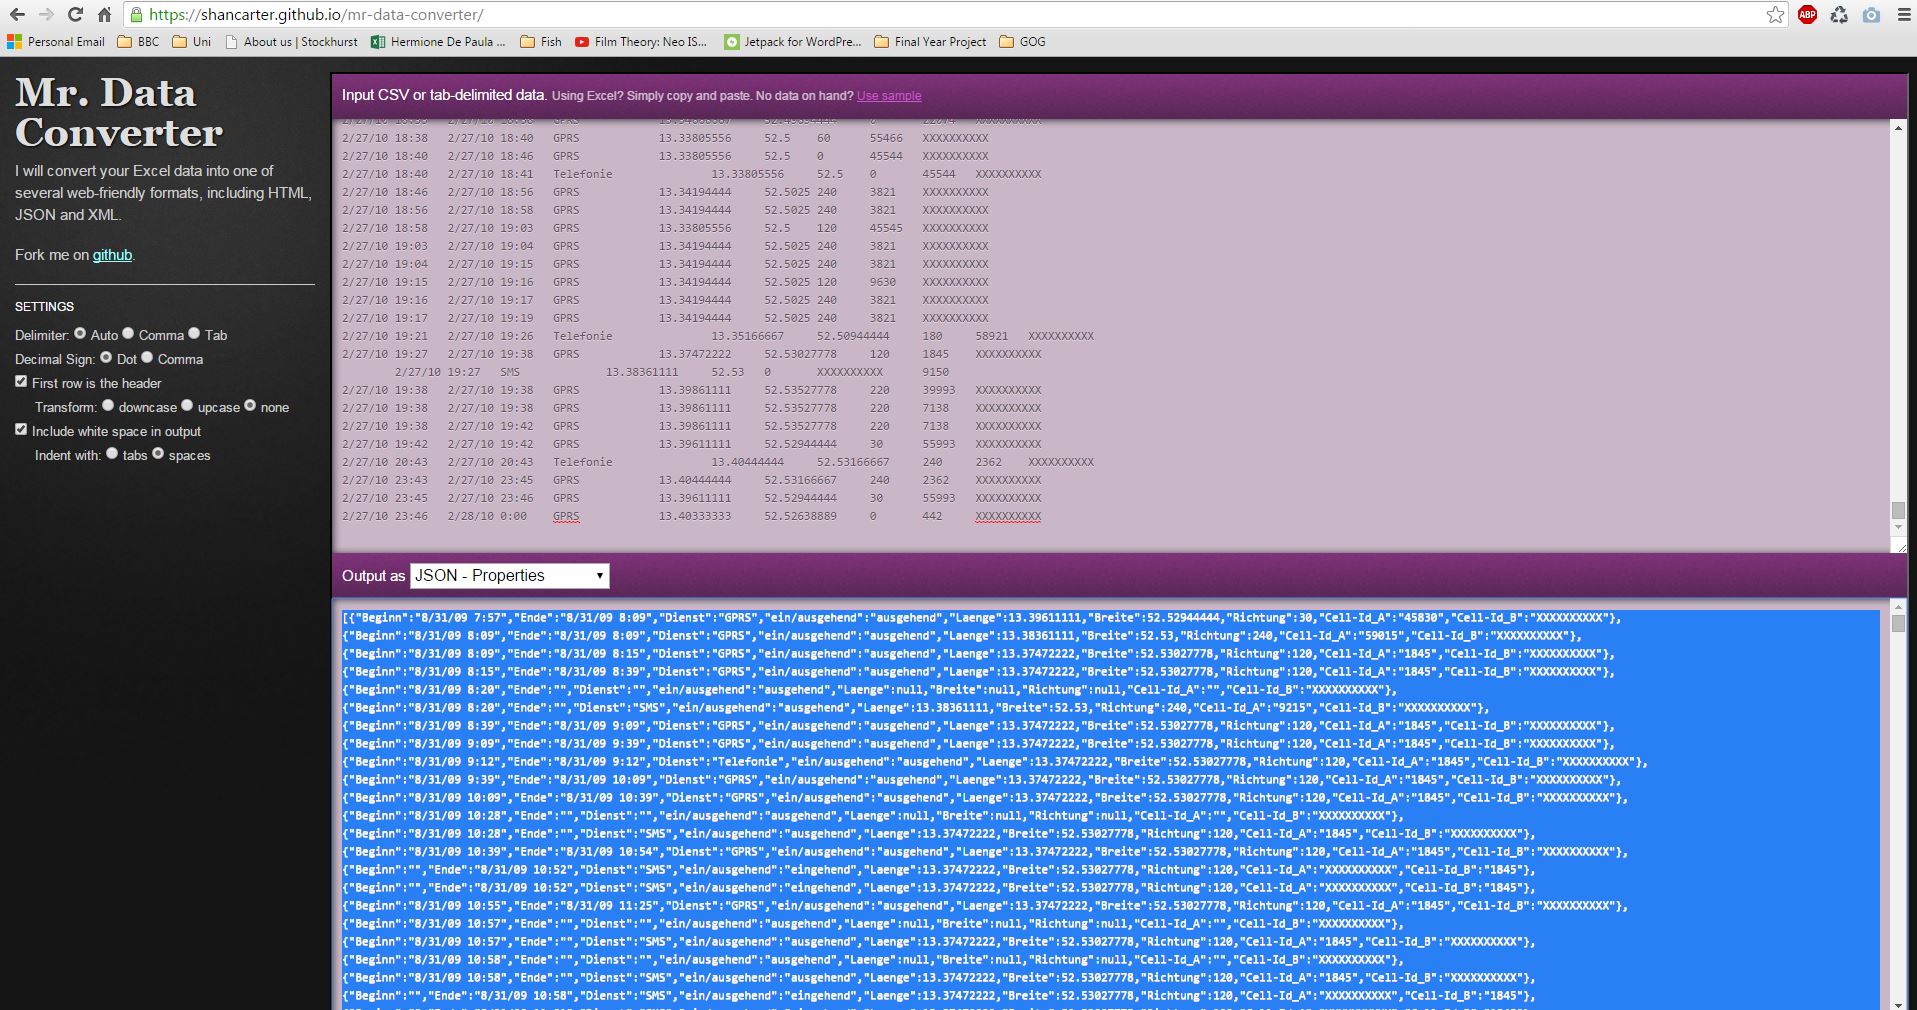 https://shancarter.github.io/mr-data-converter/
ABP
Personal Email BBC Uni About us | Stockhurst Hermione De Paula ... Fish Film Theory: Neo IS... Jetpack for WordPre... Final Year Project GOG
Mr. Data
Converter
I will convert your Excel data into one of
several web-friendly formats, including HTML,
JSON and XML.
Fork me on github.
SETTINGS
Delimiter: Auto Comma Tab
Decimal Sign: Dot Comma
First row is the header
Transform: downcase upcase none
Include white space in output
Indent with: tabs spaces
Input CSV or tab-delimited data. Using Excel? Simply copy and paste. No data on hand? Use sample
2/27/10 18:38 2/27/10 18:40 GPRS 13.33805556 52.5 60 55466 XXXXXXXXXX
2/27/10 18:40 2/27/10 18:46 GPRS 13.33805556 52.5 0 45544 XXXXXXXXXX
2/27/10 18:40 2/27/10 18:41 Telefonie 13.33805556 52.5 0 45544 XXXXXXXXXX
2/27/10 18:46 2/27/10 18:56 GPRS 13.34194444 52.5025 240 3821 XXXXXXXXXX
2/27/10 18:56 2/27/10 18:58 GPRS 13.34194444 52.5025 240 3821 XXXXXXXXXX
2/27/10 18:58 2/27/10 19:03 GPRS 13.33805556 52.5 120 45545 XXXXXXXXXX
2/27/10 19:03 2/27/10 19:04 GPRS 13.34194444 52.5025 240 3821 XXXXXXXXXX
2/27/10 19:04 2/27/10 19:15 GPRS 13.34194444 52.5025 240 3821 XXXXXXXXXX
2/27/10 19:15 2/27/10 19:16 GPRS 13.34194444 52.5025 120 9630 XXXXXXXXXX
2/27/10 19:16 2/27/10 19:17 GPRS 13.34194444 52.5025 240 3821 XXXXXXXXXX
2/27/10 19:17 2/27/10 19:19 GPRS 13.34194444 52.5025 240 3821 XXXXXXXXXX
2/27/10 19:21 2/27/10 19:26 Telefonie 13.35166667 52.50944444 180 58921 XXXXXXXXXX
2/27/10 19:27 2/27/10 19:38 GPRS 13.37472222 52.53027778 120 1845 XXXXXXXXXX
2/27/10 19:27 SMS 13.38361111 52.53 0 XXXXXXXXXX 9150
2/27/10 19:38 2/27/10 19:38 GPRS 13.39861111 52.53527778 220 39993 XXXXXXXXXX
2/27/10 19:38 2/27/10 19:38 GPRS 13.39861111 52.53527778 220 7138 XXXXXXXXXX
2/27/10 19:38 2/27/10 19:42 GPRS 13.39861111 52.53527778 220 7138 XXXXXXXXXX
2/27/10 19:42 2/27/10 19:42 GPRS 13.39611111 52.52944444 30 55993 XXXXXXXXXX
2/27/10 20:43 2/27/10 20:43 Telefonie 13.40444444 52.53166667 240 2362 XXXXXXXXXX
2/27/10 23:43 2/27/10 23:45 GPRS 13.40444444 52.53166667 240 2362 XXXXXXXXXX
2/27/10 23:45 2/27/10 23:46 GPRS 13.39611111 52.52944444 30 55993 XXXXXXXXXX
2/27/10 23:46 2/28/10 0:00 GPRS 13.40333333 52.52638889 0 442 XXXXXXXXXX
Output as JSON - Properties
[{"Beginn":"8/31/09 7:57","Ende":"8/31/09 8:09","Dienst":"GPRS","ein/ausgehend":"ausgehend","Laenge":13.39611111,"Breite":52.52944444,"Richtung":30,"Cell-Id_A":"45830","Cell-Id_B":"XXXXXXXXXX"},
{"Beginn":"8/31/09 8:09","Ende":"8/31/09 8:09","Dienst":"GPRS","ein/ausgehend":"ausgehend","Laenge":13.38361111,"Breite":52.53,"Richtung":240,"Cell-Id_A":"59015","Cell-Id_B":"XXXXXXXXXX"},
{"Beginn":"8/31/09 8:09","Ende":"8/31/09 8:15","Dienst":"GPRS","ein/ausgehend":"ausgehend","Laenge":13.37472222,"Breite":52.53027778,"Richtung":120,"Cell-Id_A":"1845","Cell-Id_B":"XXXXXXXXXX"},
{"Beginn":"8/31/09 8:15","Ende":"8/31/09 8:39","Dienst":"GPRS","ein/ausgehend":"ausgehend","Laenge":13.37472222,"Breite":52.53027778,"Richtung":120,"Cell-Id_A":"1845","Cell-Id_B":"XXXXXXXXXX"},
{"Beginn":"8/31/09 8:20","Ende":"","Dienst":"","ein/ausgehend":"ausgehend","Laenge":null,"Breite":null,"Richtung":null,"Cell-Id_A":"","Cell-Id_B":"XXXXXXXXXX"},
{"Beginn":"8/31/09 8:20","Ende":"","Dienst":"SMS","ein/ausgehend":"ausgehend","Laenge":13.38361111,"Breite":52.53,"Richtung":240,"Cell-Id_A":"9215","Cell-Id_B":"XXXXXXXXXX"},
{"Beginn":"8/31/09 8:39","Ende":"8/31/09 9:09","Dienst":"GPRS","ein/ausgehend":"ausgehend","Laenge":13.37472222,"Breite":52.53027778,"Richtung":120,"Cell-Id_A":"1845","Cell-Id_B":"XXXXXXXXXX"},
{"Beginn":"8/31/09 9:09","Ende":"8/31/09 9:39","Dienst":"GPRS","ein/ausgehend":"ausgehend","Laenge":13.37472222,"Breite":52.53027778,"Richtung":120,"Cell-Id_A":"1845","Cell-Id_B":"XXXXXXXXXX"},
{"Beginn":"8/31/09 9:12","Ende":"8/31/09 9:12","Dienst":"Telefonie","ein/ausgehend":"ausgehend","Laenge":13.37472222,"Breite":52.53027778,"Richtung":120,"Cell-Id_A":"1845","Cell-Id_B":"XXXXXXXXXX"},
{"Beginn":"8/31/09 9:39","Ende":"8/31/09 10:09","Dienst":"GPRS","ein/ausgehend":"ausgehend","Laenge":13.37472222,"Breite":52.53027778,"Richtung":120,"Cell-Id_A":"1845","Cell-Id_B":"XXXXXXXXXX"},
{"Beginn":"8/31/09 10:09","Ende":"8/31/09 10:39","Dienst":"GPRS","ein/ausgehend":"ausgehend","Laenge":13.37472222,"Breite":52.53027778,"Richtung":120,"Cell-Id_A":"1845","Cell-Id_B":"XXXXXXXXXX"},
{"Beginn":"8/31/09 10:28","Ende":"","Dienst":"","ein/ausgehend":"ausgehend","Laenge":null,"Breite":null,"Richtung":null,"Cell-Id_A":"","Cell-Id_B":"XXXXXXXXXX"},
{"Beginn":"8/31/09 10:28","Ende":"","Dienst":"SMS","ein/ausgehend":"ausgehend","Laenge":13.37472222,"Breite":52.53027778,"Richtung":120,"Cell-Id_A":"1845","Cell-Id_B":"XXXXXXXXXX"},
{"Beginn":"8/31/09 10:39","Ende":"8/31/09 10:54","Dienst":"GPRS","ein/ausgehend":"ausgehend","Laenge":13.37472222,"Breite":52.53027778,"Richtung":120,"Cell-Id_A":"1845","Cell-Id_B":"XXXXXXXXXX"},
{"Beginn":"","Ende":"8/31/09 10:52","Dienst":"SMS","ein/ausgehend":"eingehend","Laenge":13.37472222,"Breite":52.53027778,"Richtung":120,"Cell-Id_A":"XXXXXXXXXX","Cell-Id_B":"1845"},
{"Beginn":"","Ende":"8/31/09 10:52","Dienst":"SMS","ein/ausgehend":"eingehend","Laenge":13.37472222,"Breite":52.53027778,"Richtung":120,"Cell-Id_A":"XXXXXXXXXX","Cell-Id_B":"1845"},
{"Beginn":"8/31/09 10:55","Ende":"8/31/09 11:25","Dienst":"GPRS","ein/ausgehend":"ausgehend","Laenge":13.37472222,"Breite":52.53027778,"Richtung":120,"Cell-Id_A":"1845","Cell-Id_B":"XXXXXXXXXX"},
{"Beginn":"8/31/09 10:57","Ende":"","Dienst":"","ein/ausgehend":"ausgehend","Laenge":null,"Breite":null,"Richtung":null,"Cell-Id_A":"","Cell-Id_B":"XXXXXXXXXX"},
{"Beginn":"8/31/09 10:57","Ende":"","Dienst":"SMS","ein/ausgehend":"ausgehend","Laenge":13.37472222,"Breite":52.53027778,"Richtung":120,"Cell-Id_A":"1845","Cell-Id_B":"XXXXXXXXXX"},
{"Beginn":"8/31/09 10:58","Ende":"","Dienst":"","ein/ausgehend":"ausgehend","Laenge":null,"Breite":null,"Richtung":null,"Cell-Id_A":"","Cell-Id_B":"XXXXXXXXXX"},
{"Beginn":"8/31/09 10:58","Ende":"","Dienst":"SMS","ein/ausgehend":"ausgehend","Laenge":13.37472222,"Breite":52.53027778,"Richtung":120,"Cell-Id_A":"1845","Cell-Id_B":"XXXXXXXXXX"},
{"Beginn":"","Ende":"8/31/09 10:58","Dienst":"SMS","ein/ausgehend":"eingehend","Laenge":13.37472222,"Breite":52.53027778,"Richtung":120,"Cell-Id_A":"XXXXXXXXXX","Cell-Id_B":"1845"},